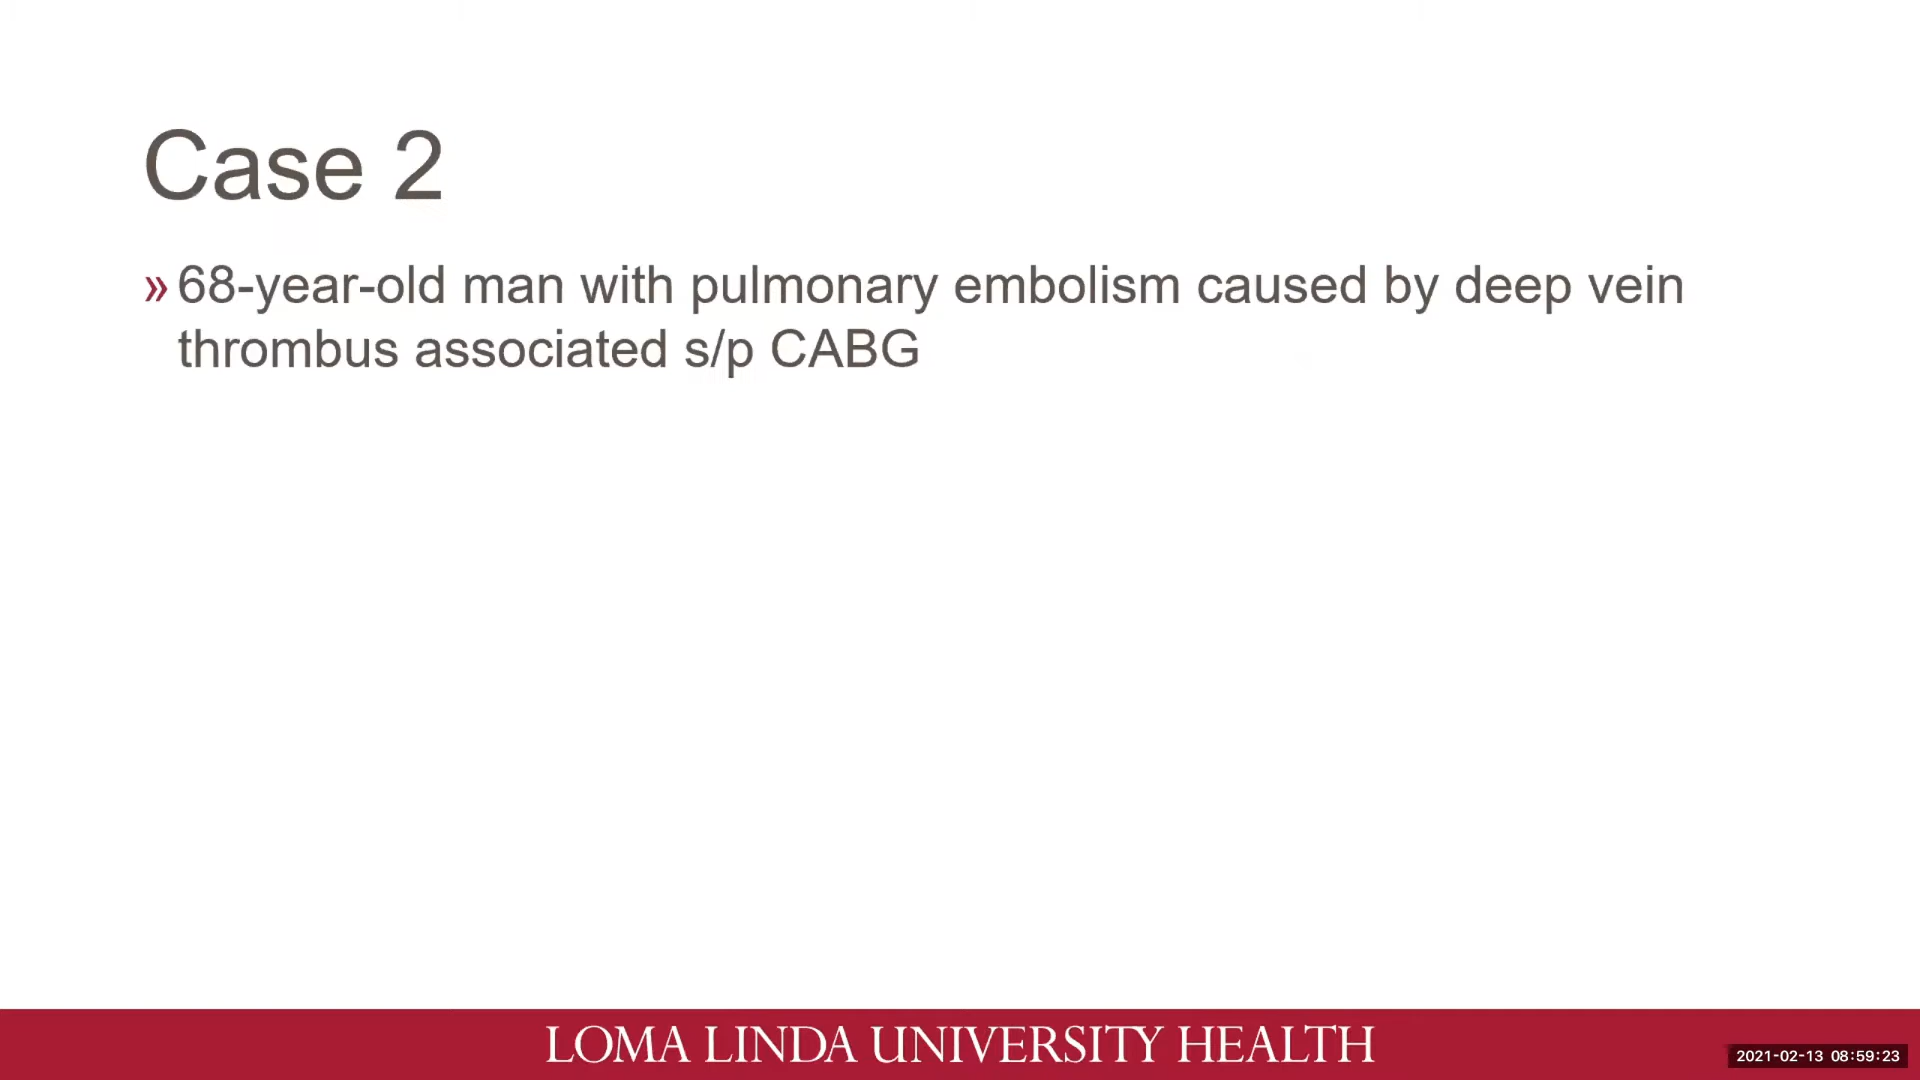 Case 2
» 68-year-old man with pulmonary embolism caused by deep vein
thrombus associated s/p CABG
LOMA LINDA UNIVERSITY HEALTH
2021-02-13 08:59:23